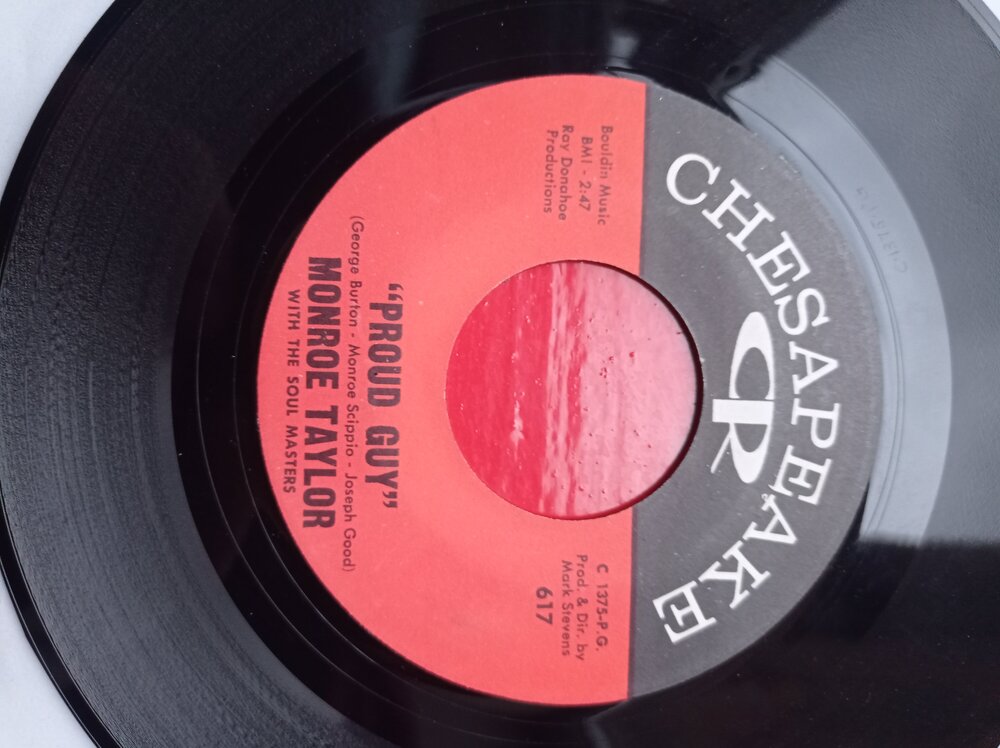 CHESAPEAKE
CR
Bouldin Music
BMI - 2:47
Ray Donahoe
Productions
C 1375-P.G.
Prod. & Dir. by
Mark Stevens
617
"PROUD GUY"
(George Burton - Monroe Scippio - Joseph Good)
MONROE TAYLOR
WITH THE SOUL MASTERS